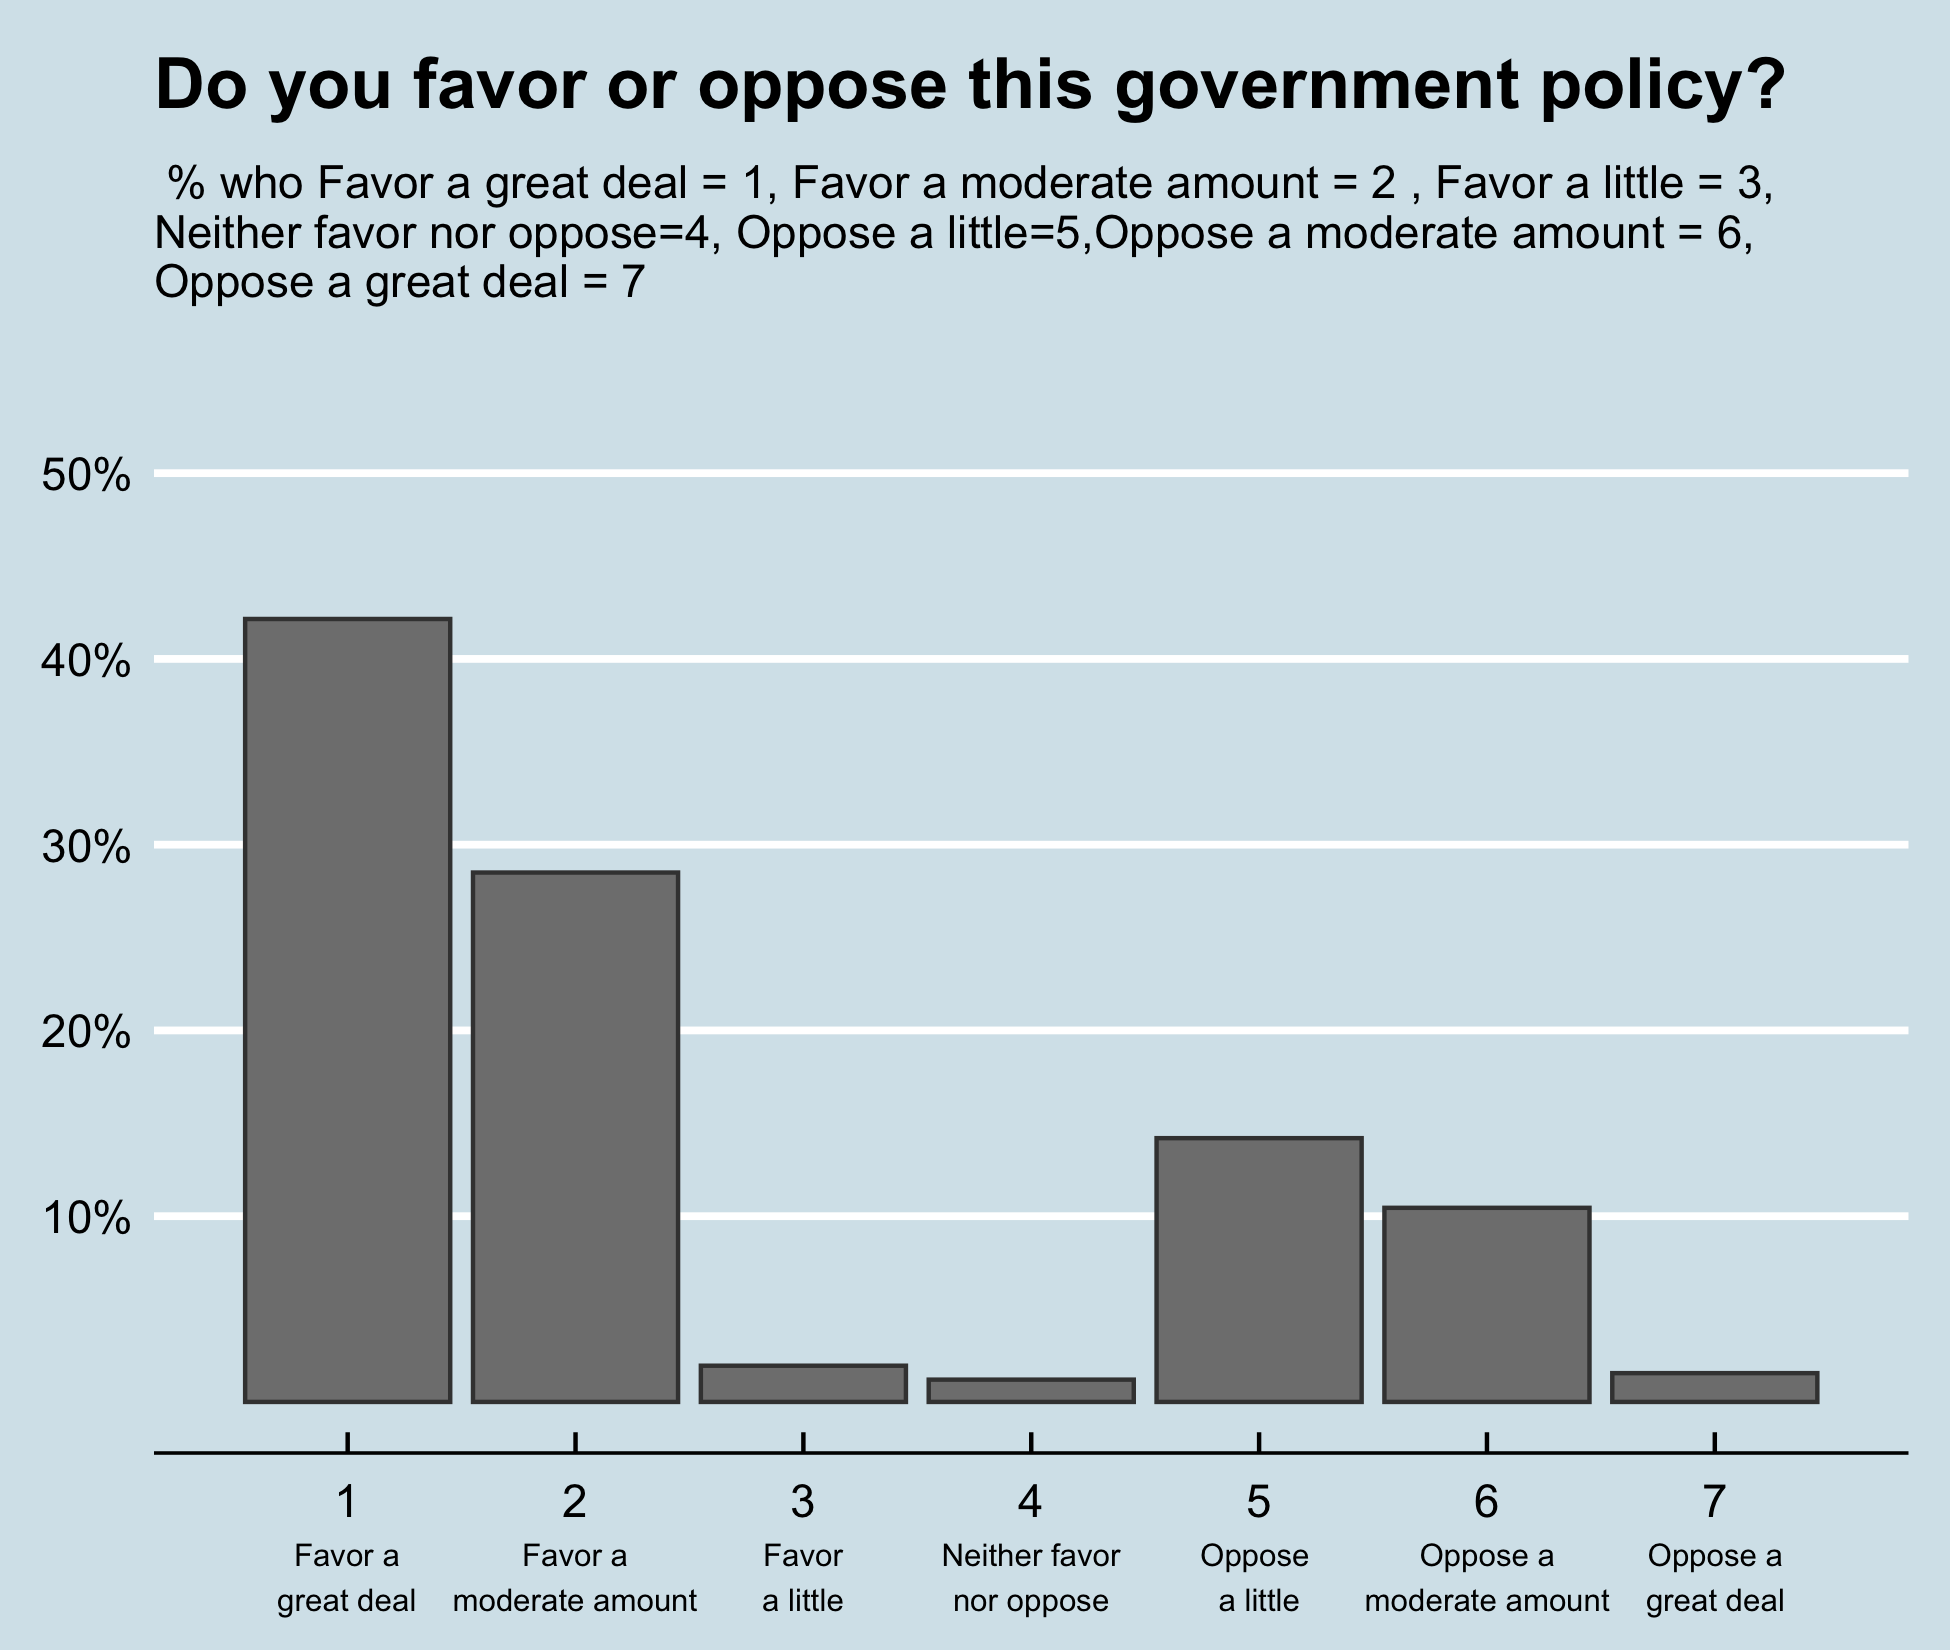 Do you favor or oppose this government policy?
% who Favor a great deal = 1, Favor a moderate amount = 2 , Favor a little = 3,
Neither favor nor oppose=4, Oppose a little=5,Oppose a moderate amount = 6,
Oppose a great deal = 7
50%
40%
30%
20%
10%
1 2 3 4 5 6 7
Favor a Favor a Favor Neither favor Oppose Oppose a Oppose a
great deal moderate amount a little nor oppose a little moderate amount great deal